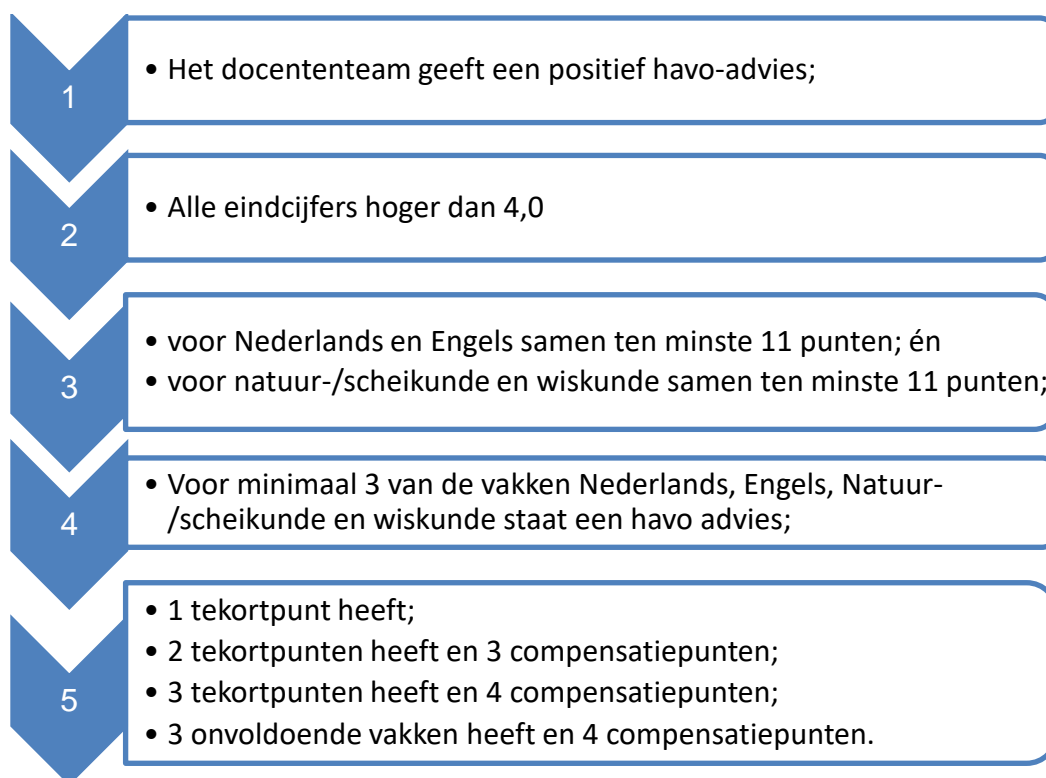 1
• Het docententeam geeft een positief havo-advies;
2
• Alle eindcijfers hoger dan 4,0
3
• voor Nederlands en Engels samen ten minste 11 punten; én
• voor natuur-/scheikunde en wiskunde samen ten minste 11 punten;
4
• Voor minimaal 3 van de vakken Nederlands, Engels, Natuur-
/scheikunde en wiskunde staat een havo advies;
5
• 1 tekortpunt heeft;
• 2 tekortpunten heeft en 3 compensatiepunten;
• 3 tekortpunten heeft en 4 compensatiepunten;
• 3 onvoldoende vakken heeft en 4 compensatiepunten.